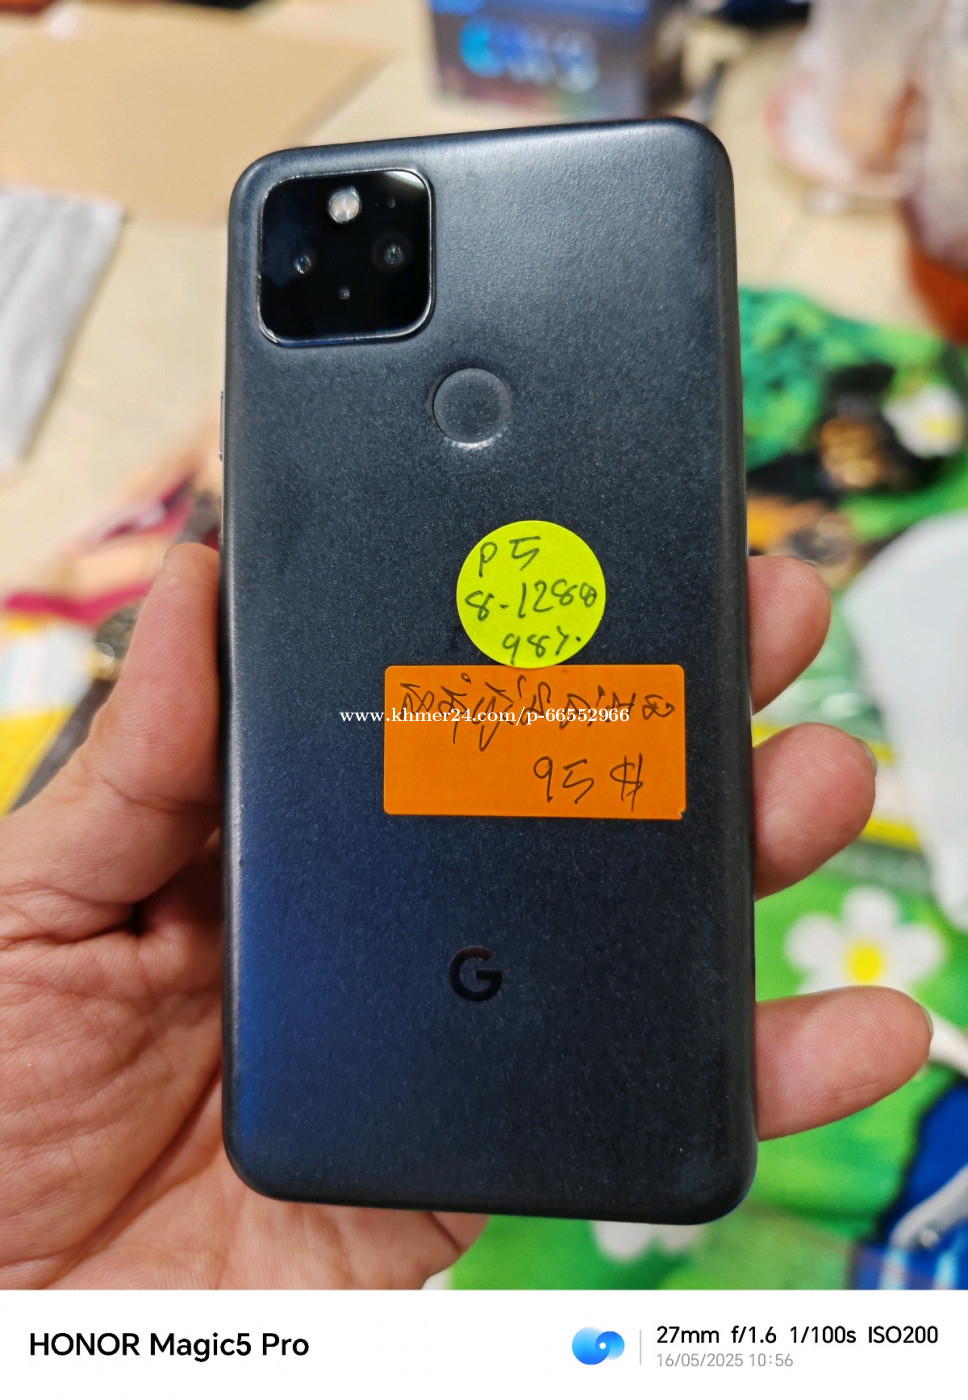 P 5
8-128G
98%
www.khmer24.com/p-66552966
95 $
G
HONOR Magic5 Pro
27mm f/1.6 1/100s ISO200
16/05/2025 10:56